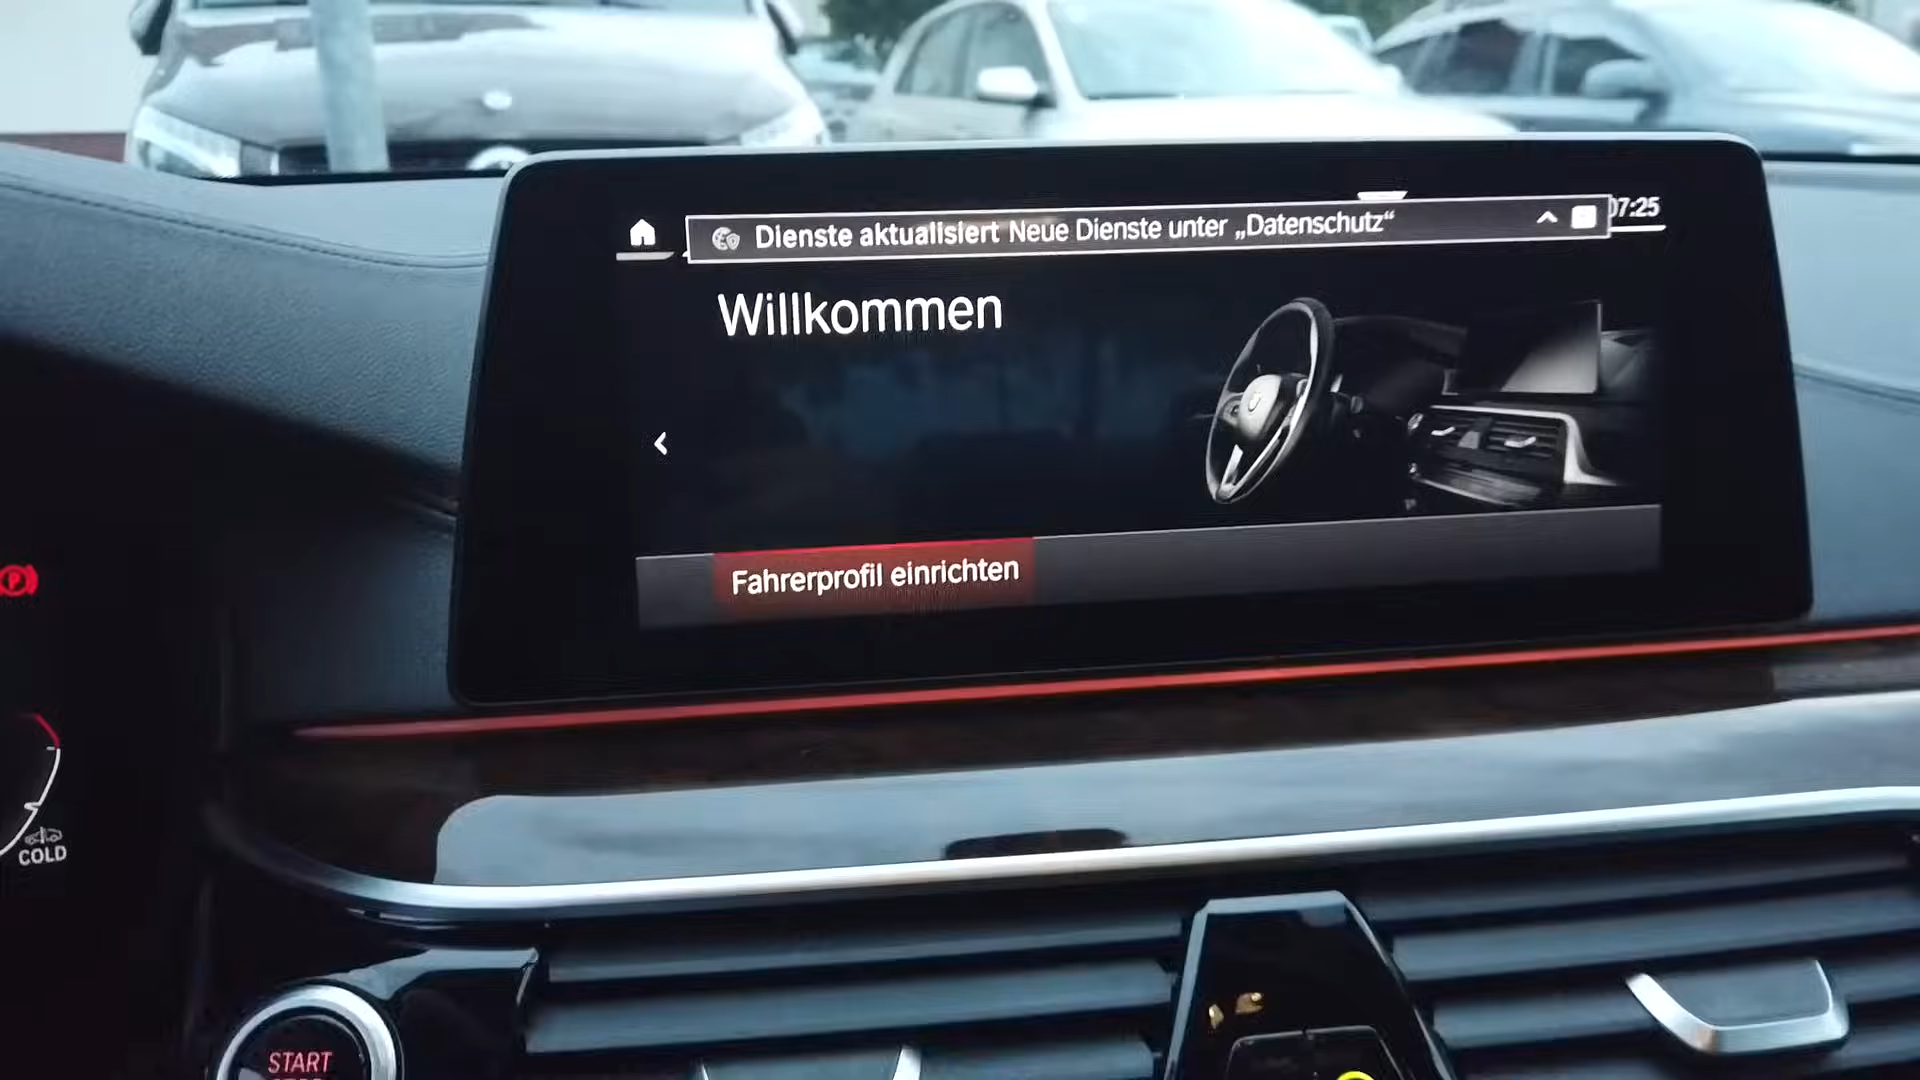 Dienste aktualisiert Neue Dienste unter „Datenschutz“
07:25
Willkommen
Fahrerprofil einrichten
P
COLD
START